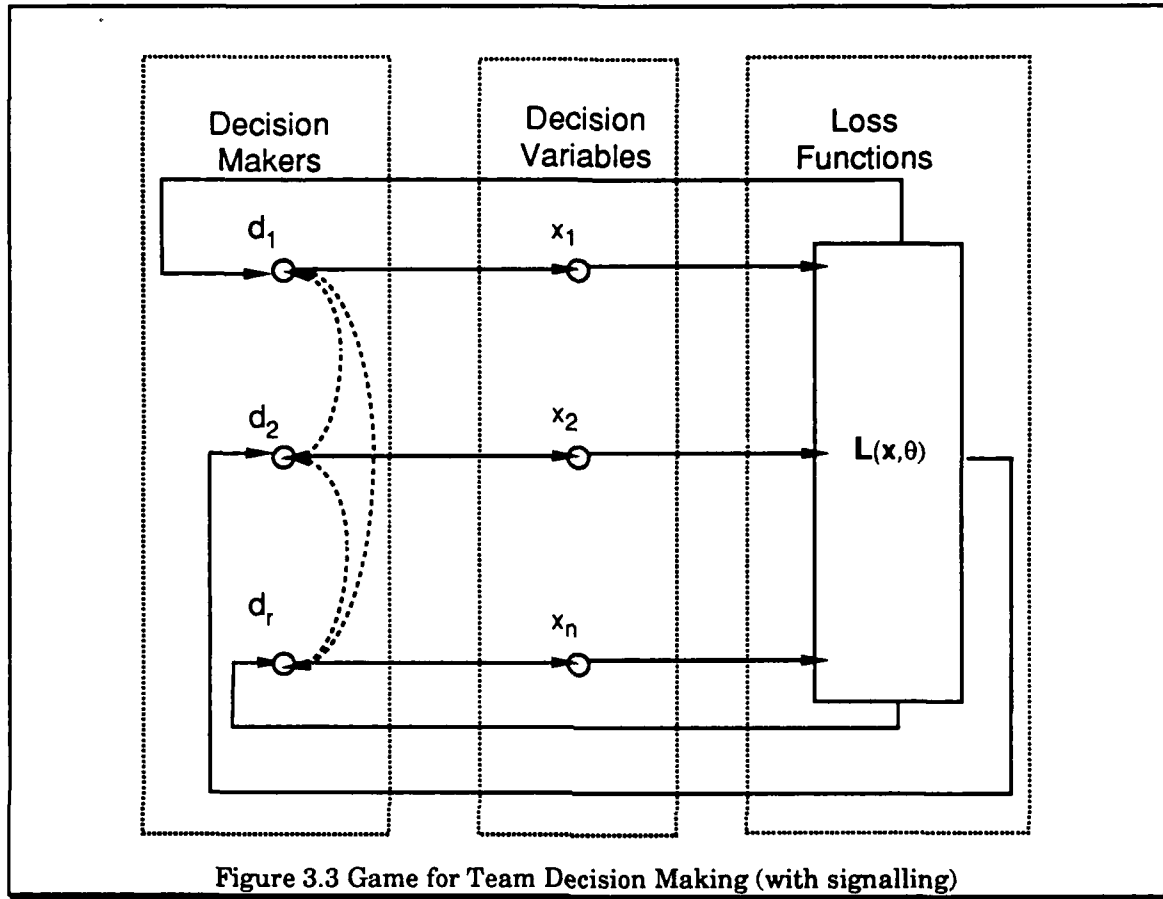 Decision
Makers
Decision
Variables
Loss
Functions
d₁
x₁
d₂
x₂
L(x,θ)
dᵣ
xₙ
Figure 3.3 Game for Team Decision Making (with signalling)